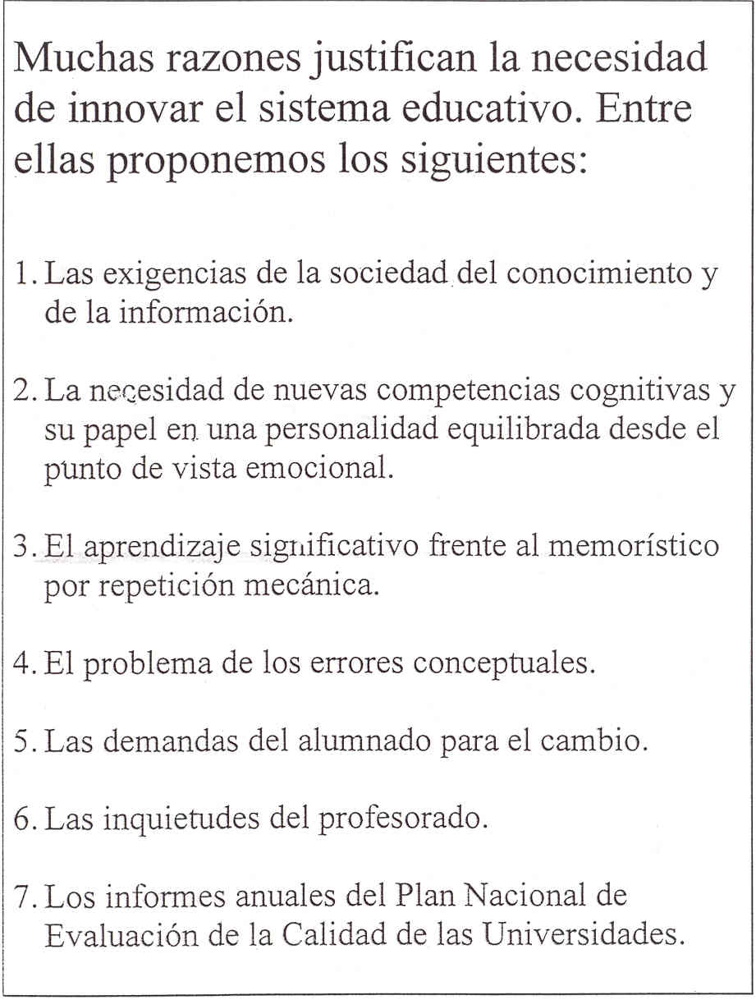 Muchas razones justifican la necesidad
de innovar el sistema educativo. Entre
ellas proponemos los siguientes:
1. Las exigencias de la sociedad del conocimiento y
de la información.
2. La necesidad de nuevas competencias cognitivas y
su papel en una personalidad equilibrada desde el
punto de vista emocional.
3. El aprendizaje significativo frente al memorístico
por repetición mecánica.
4. El problema de los errores conceptuales.
5. Las demandas del alumnado para el cambio.
6. Las inquietudes del profesorado.
7. Los informes anuales del Plan Nacional de
Evaluación de la Calidad de las Universidades.